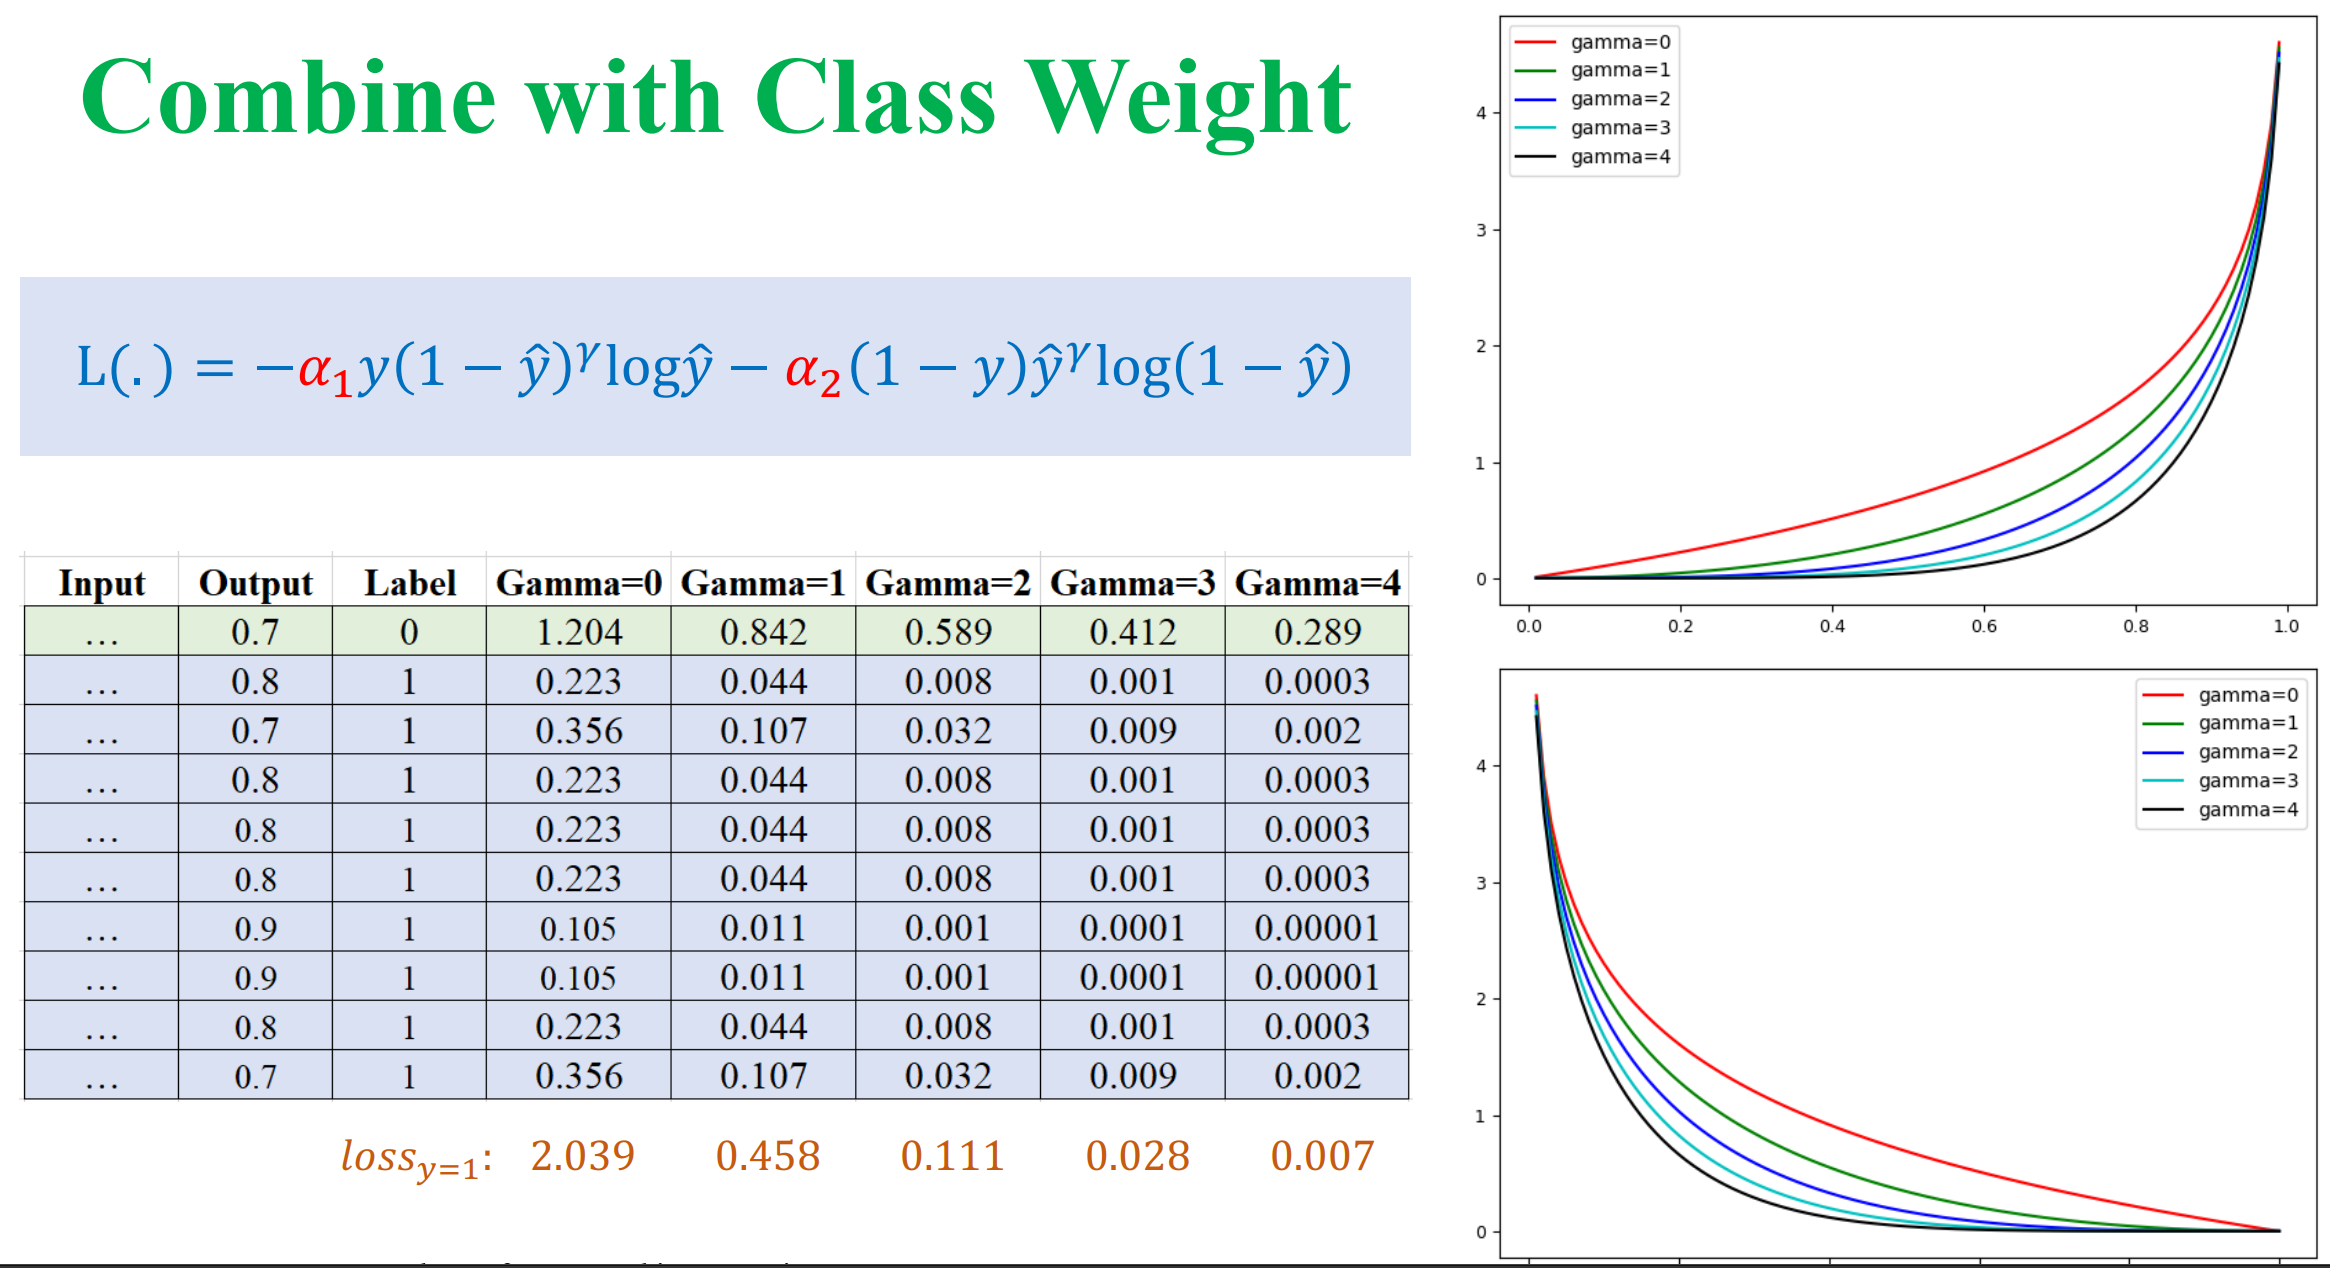 Combine with Class Weight
L(.) = −α₁y(1 − ŷ)^γ logŷ − α₂(1 − y)ŷ^γ log(1 − ŷ)
Input Output Label Gamma=0 Gamma=1 Gamma=2 Gamma=3 Gamma=4
… 0.7 0 1.204 0.842 0.589 0.412 0.289
… 0.8 1 0.223 0.044 0.008 0.001 0.0003
… 0.7 1 0.356 0.107 0.032 0.009 0.002
… 0.8 1 0.223 0.044 0.008 0.001 0.0003
… 0.8 1 0.223 0.044 0.008 0.001 0.0003
… 0.8 1 0.223 0.044 0.008 0.001 0.0003
… 0.9 1 0.105 0.011 0.001 0.0001 0.00001
… 0.9 1 0.105 0.011 0.001 0.0001 0.00001
… 0.8 1 0.223 0.044 0.008 0.001 0.0003
… 0.7 1 0.356 0.107 0.032 0.009 0.002
loss_y=1: 2.039 0.458 0.111 0.028 0.007
gamma=0
gamma=1
gamma=2
gamma=3
gamma=4
4
3
2
1
0
0.0 0.2 0.4 0.6 0.8 1.0
gamma=0
gamma=1
gamma=2
gamma=3
gamma=4
4
3
2
1
0